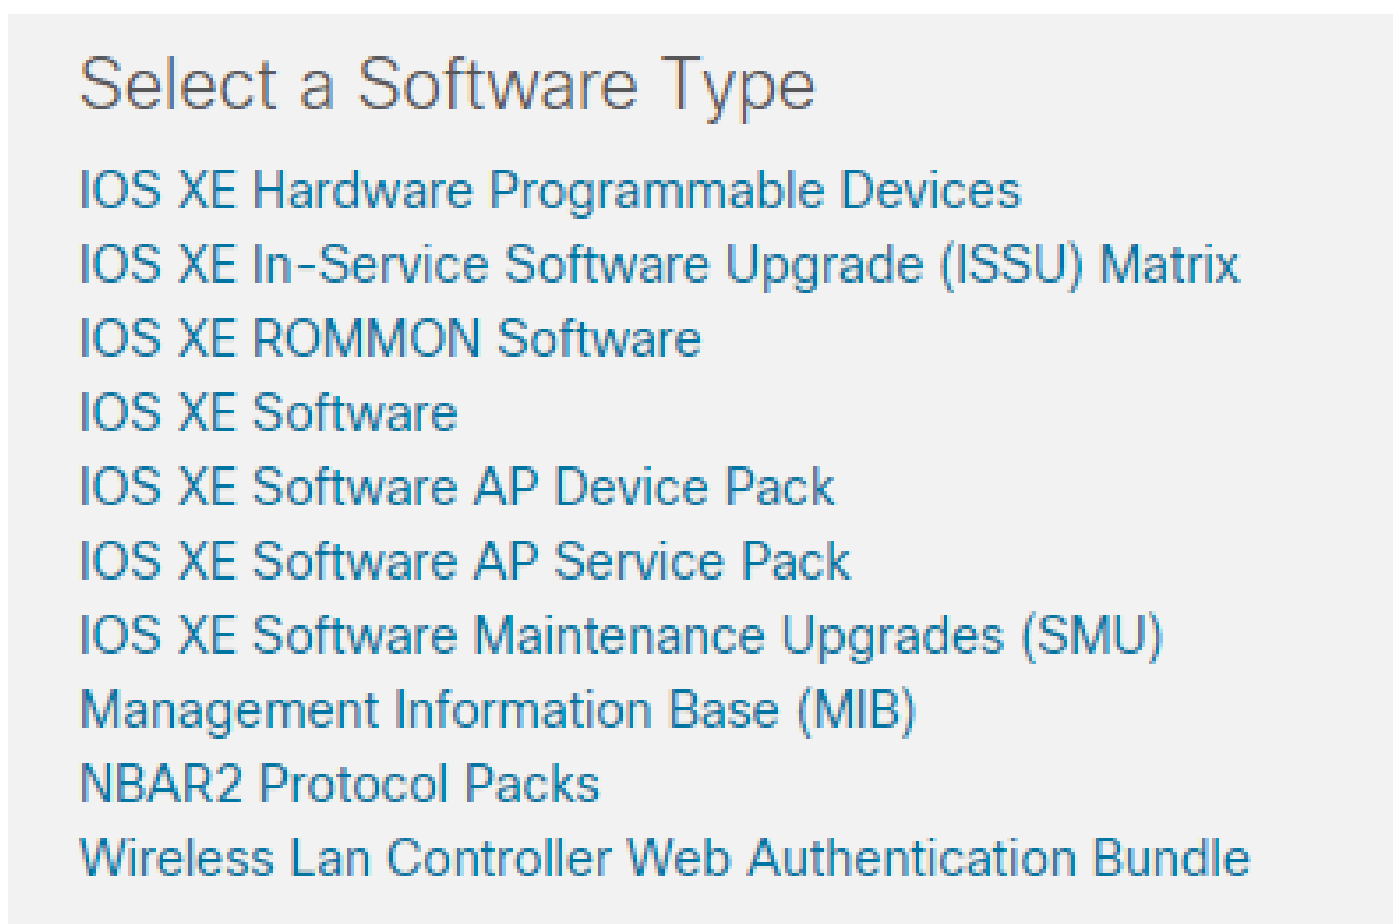 Select a Software Type
IOS XE Hardware Programmable Devices
IOS XE In-Service Software Upgrade (ISSU) Matrix
IOS XE ROMMON Software
IOS XE Software
IOS XE Software AP Device Pack
IOS XE Software AP Service Pack
IOS XE Software Maintenance Upgrades (SMU)
Management Information Base (MIB)
NBAR2 Protocol Packs
Wireless Lan Controller Web Authentication Bundle